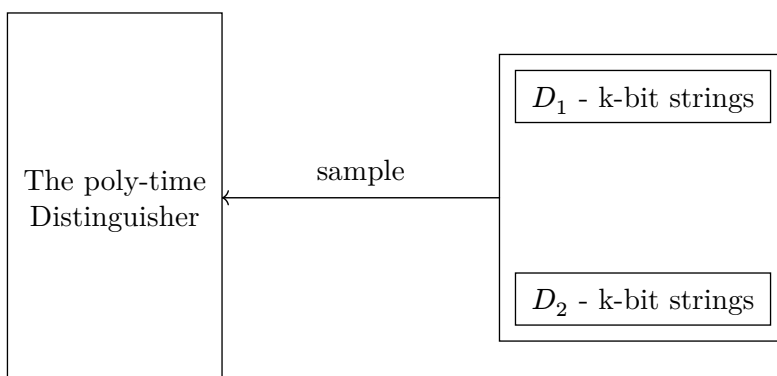 The poly-time
Distinguisher
sample
D₁ - k-bit strings
D₂ - k-bit strings